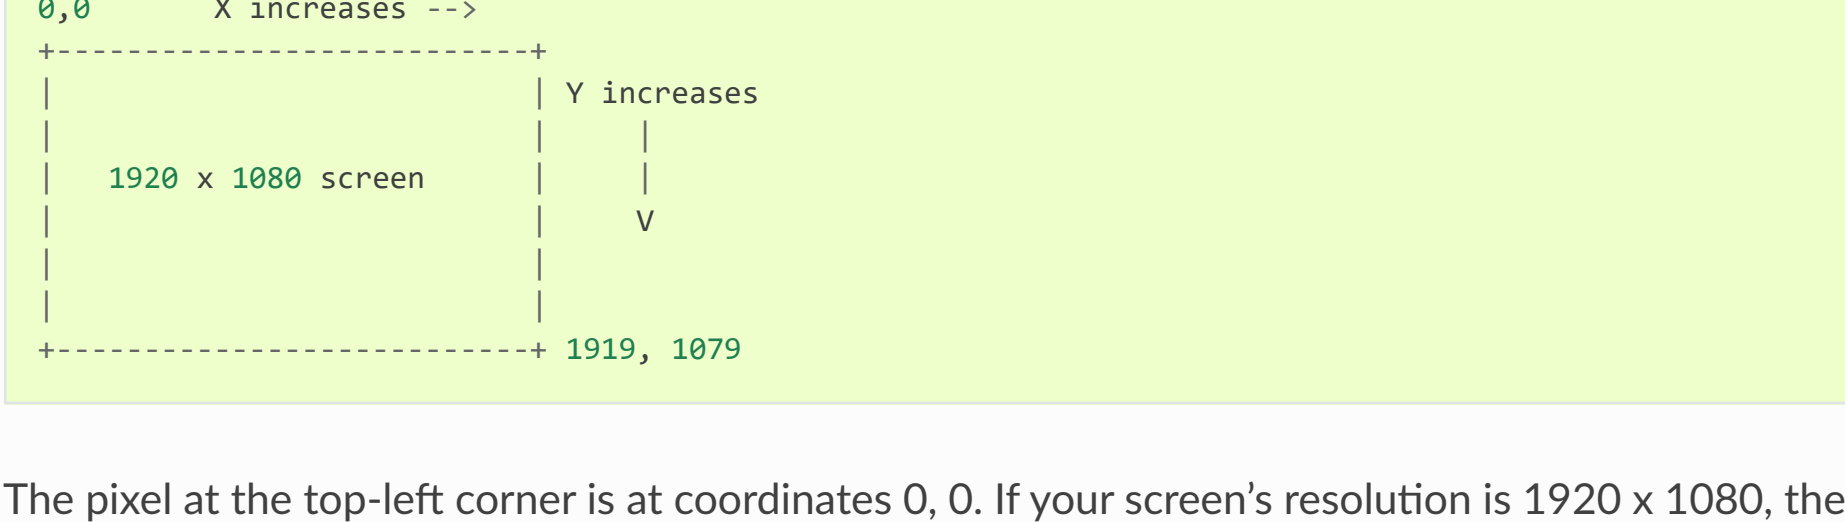 0,0       X increases -->
+---------------------------+
|                           | Y increases
|                           |     |
|   1920 x 1080 screen      |     |
|                           |     V
|                           |
|                           |
+---------------------------+ 1919, 1079
The pixel at the top-left corner is at coordinates 0, 0. If your screen’s resolution is 1920 x 1080, the